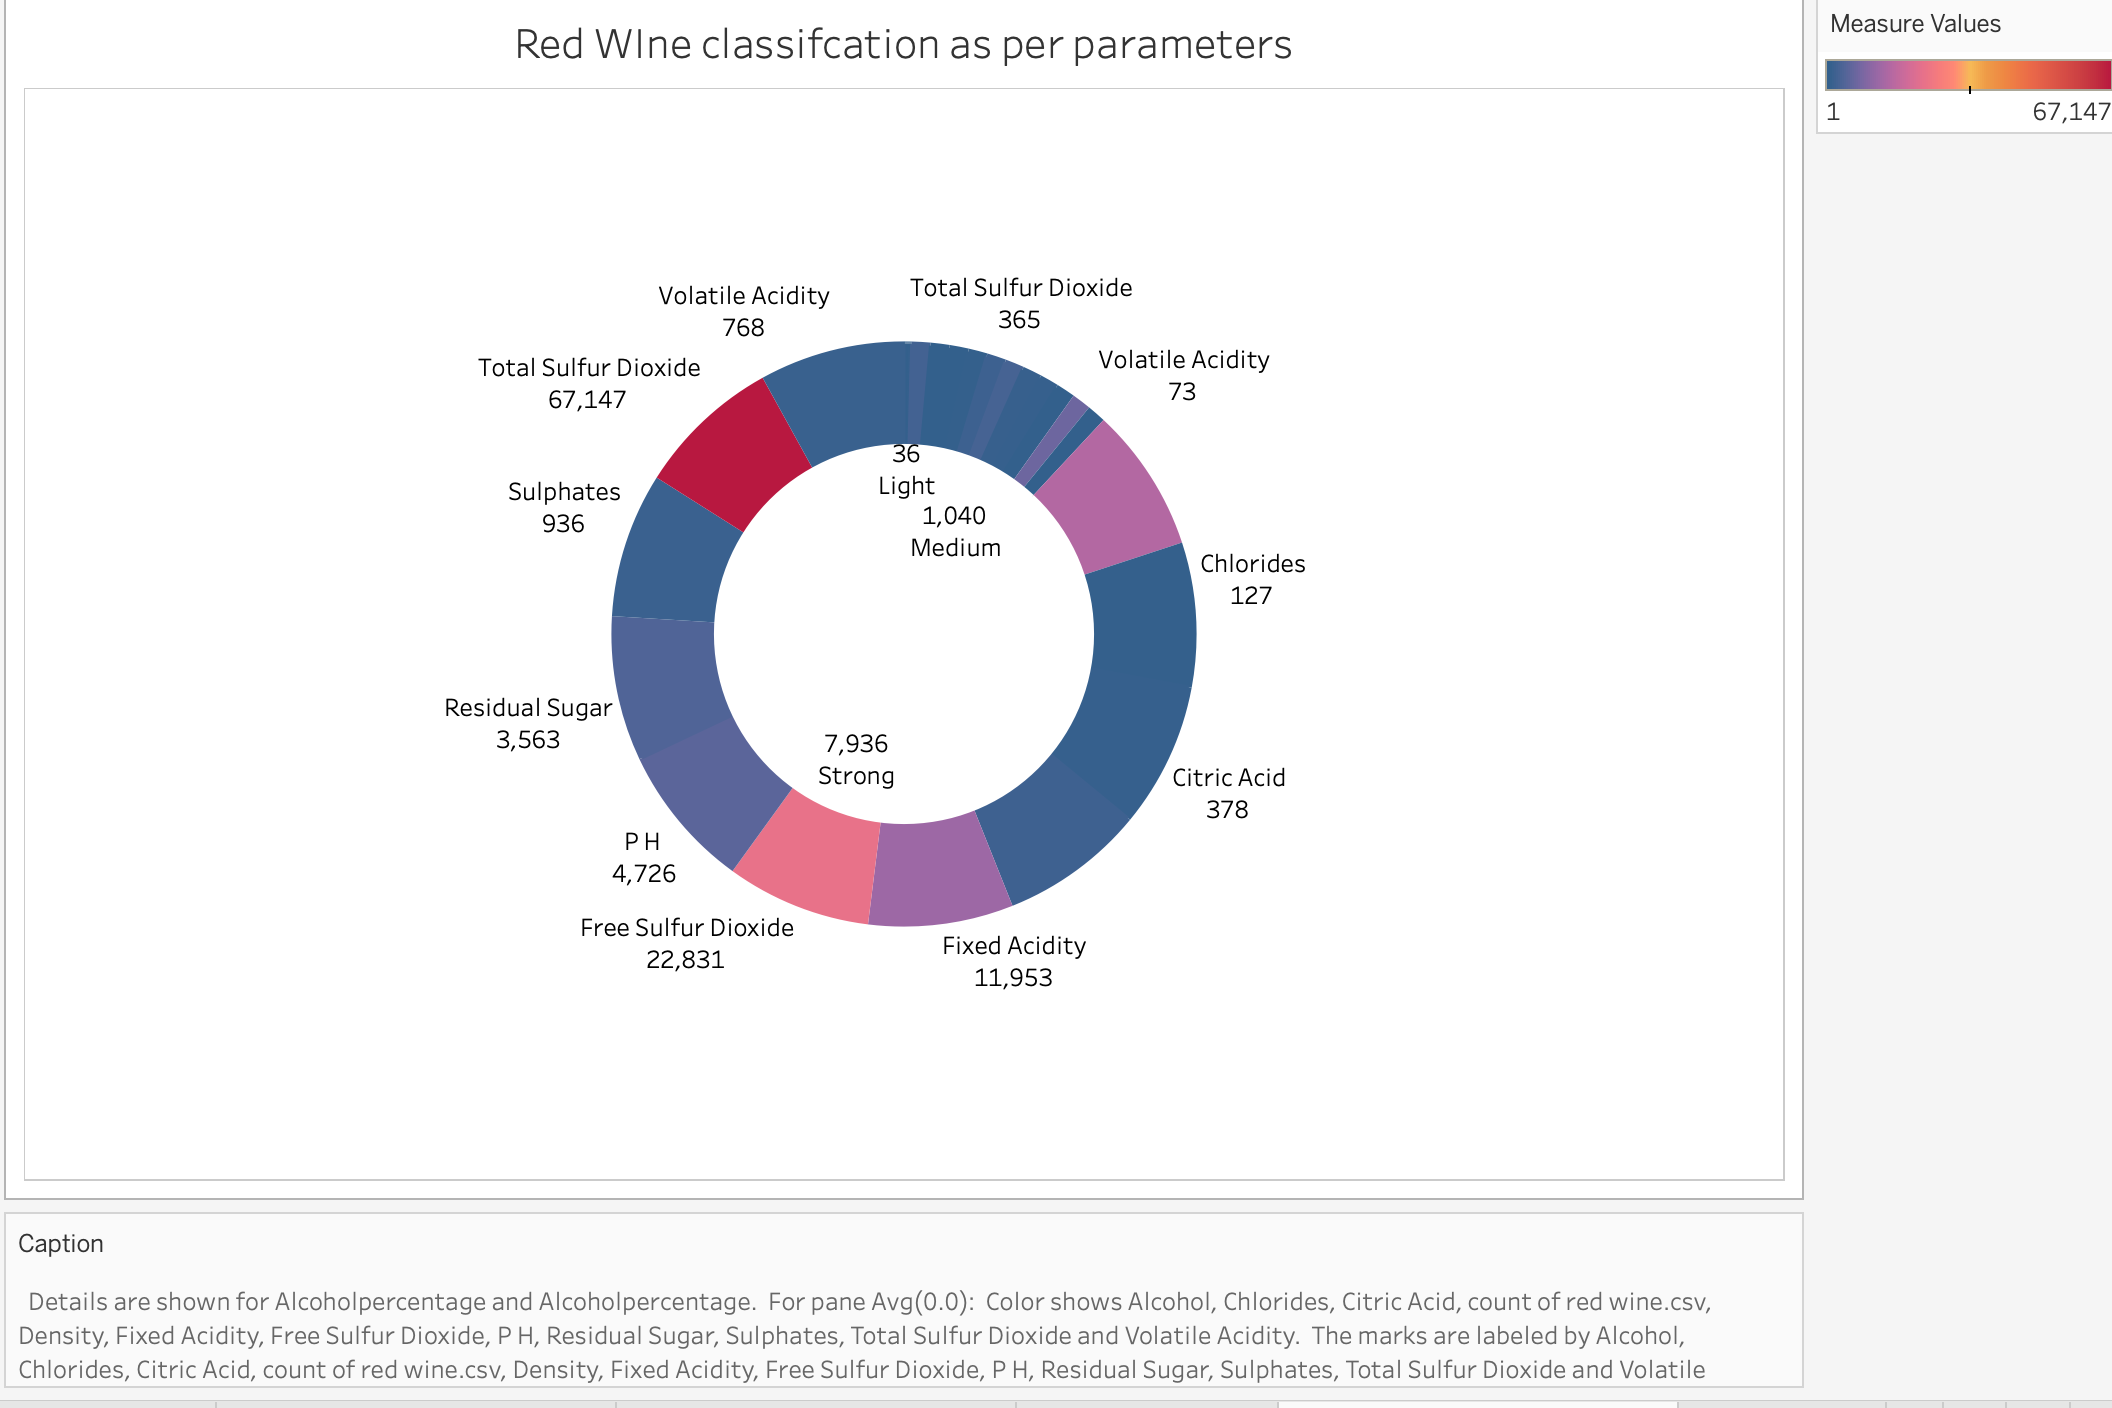 Red WIne classifcation as per parameters
Measure Values
1
67,147
Volatile Acidity
768
Total Sulfur Dioxide
365
Total Sulfur Dioxide
67,147
Volatile Acidity
73
36
Light
Sulphates
936
1,040
Medium
Chlorides
127
Residual Sugar
3,563
7,936
Strong
Citric Acid
378
P H
4,726
Free Sulfur Dioxide
22,831
Fixed Acidity
11,953
Caption
Details are shown for Alcoholpercentage and Alcoholpercentage.  For pane Avg(0.0):  Color shows Alcohol, Chlorides, Citric Acid, count of red wine.csv,
Density, Fixed Acidity, Free Sulfur Dioxide, P H, Residual Sugar, Sulphates, Total Sulfur Dioxide and Volatile Acidity.  The marks are labeled by Alcohol,
Chlorides, Citric Acid, count of red wine.csv, Density, Fixed Acidity, Free Sulfur Dioxide, P H, Residual Sugar, Sulphates, Total Sulfur Dioxide and Volatile